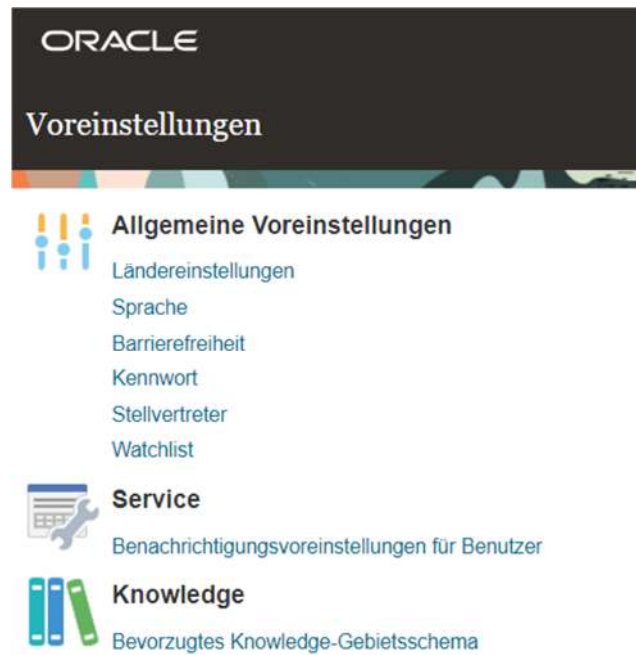 ORACLE
Voreinstellungen
Allgemeine Voreinstellungen
Ländereinstellungen
Sprache
Barrierefreiheit
Kennwort
Stellvertreter
Watchlist
Service
Benachrichtigungsvoreinstellungen für Benutzer
Knowledge
Bevorzugtes Knowledge-Gebietsschema